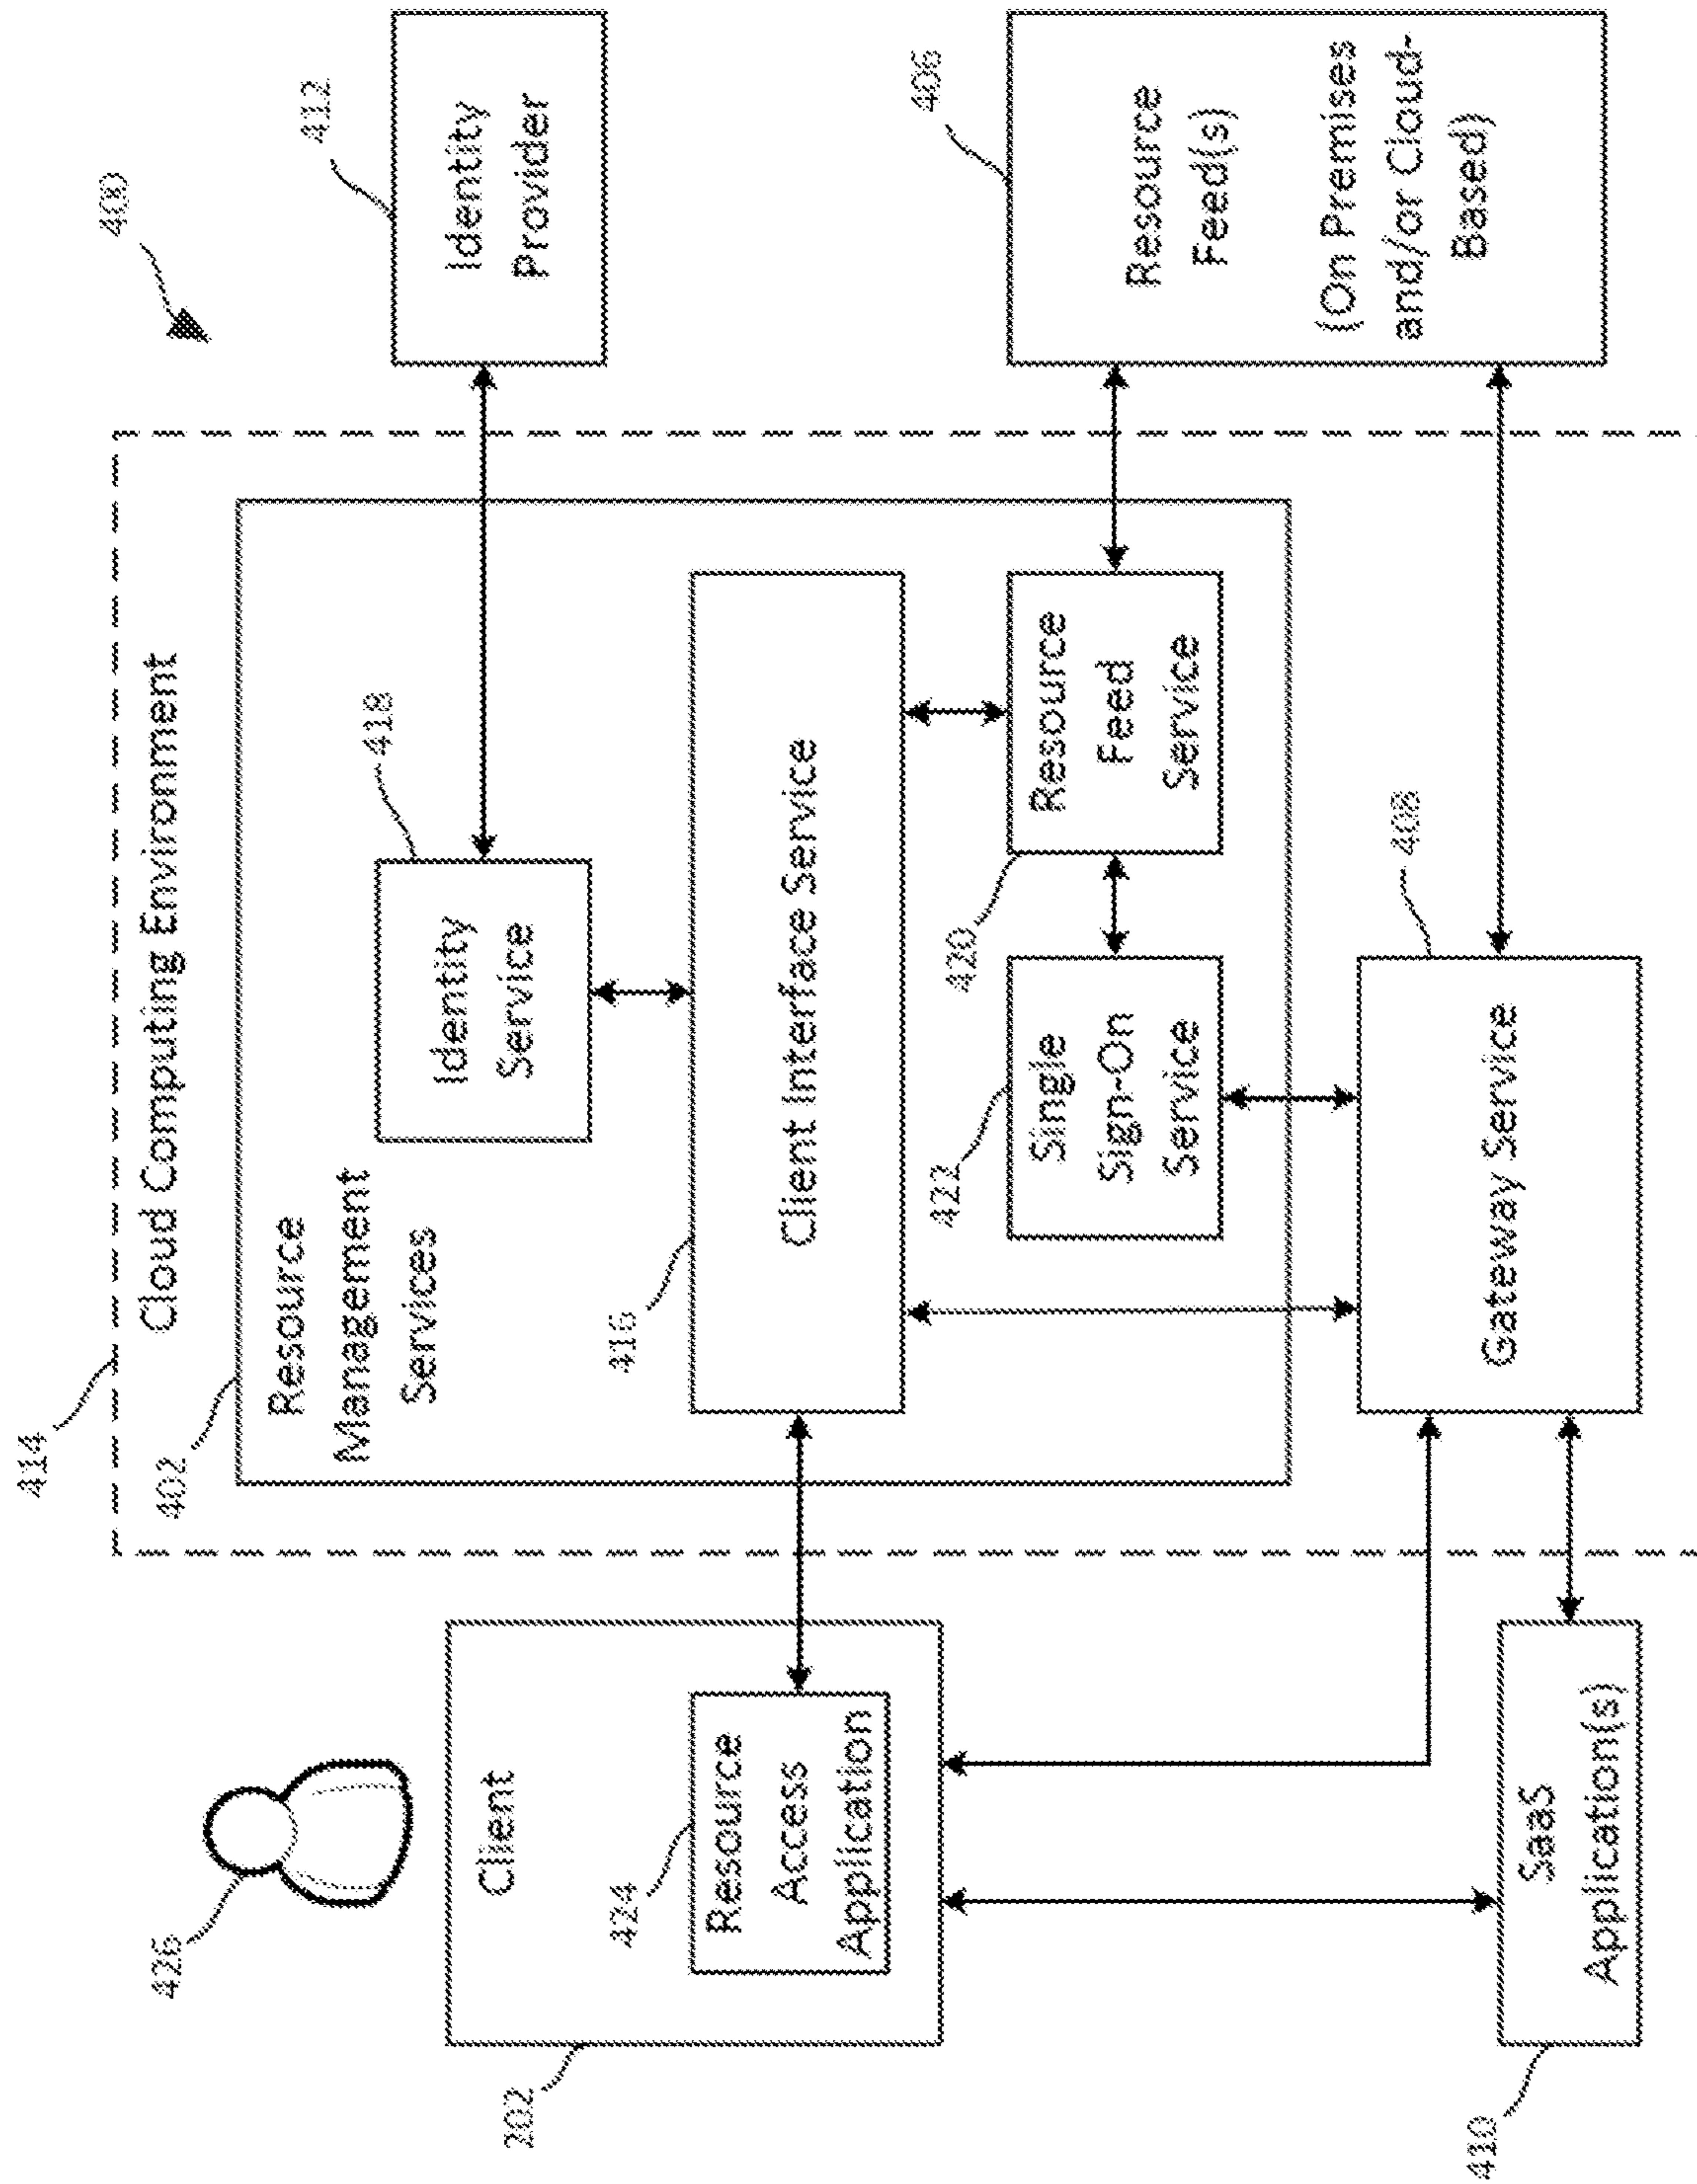 400
414
Cloud Computing Environment
402
Resource
Management
Services
418
Identity
Service
412
Identity
Provider
426
Client
202
424
Resource
Access
Application
416
Client Interface Service
422
Single
Sign-On
Service
420
Resource
Feed
Service
406
Resource
Feed(s)
(On Premises
and/or Cloud-
Based)
408
Gateway Service
410
SaaS
Application(s)